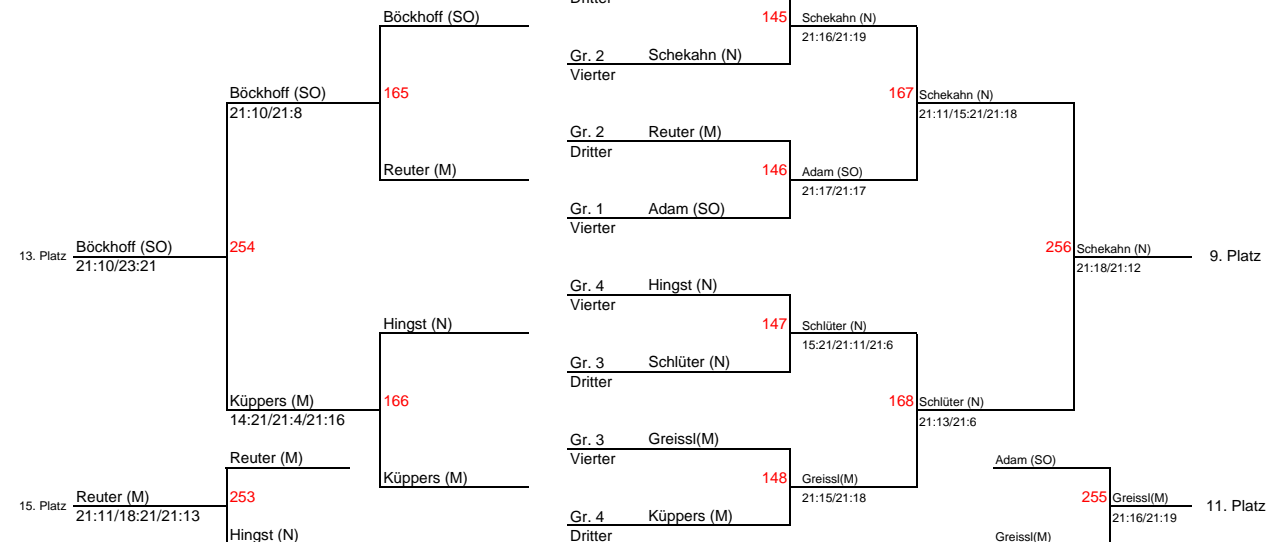 Dritter
Böckhoff (SO)
145
Schekahn (N)
21:16/21:19
Gr. 2
Schekahn (N)
Vierter
Böckhoff (SO)
165
21:10/21:8
167
Schekahn (N)
21:11/15:21/21:18
Gr. 2
Reuter (M)
Dritter
Reuter (M)
146
Adam (SO)
21:17/21:17
Gr. 1
Adam (SO)
Vierter
13. Platz
Böckhoff (SO)
21:10/23:21
254
256
Schekahn (N)
21:18/21:12
9. Platz
Gr. 4
Hingst (N)
Vierter
Hingst (N)
147
Schlüter (N)
15:21/21:11/21:6
Gr. 3
Schlüter (N)
Dritter
Küppers (M)
14:21/21:4/21:16
166
168
Schlüter (N)
21:13/21:6
Gr. 3
Greissl(M)
Vierter
Reuter (M)
Adam (SO)
Küppers (M)
148
Greissl(M)
21:15/21:18
15. Platz
Reuter (M)
21:11/18:21/21:13
253
255
Greissl(M)
21:16/21:19
11. Platz
Gr. 4
Küppers (M)
Dritter
Hingst (N)
Greissl(M)